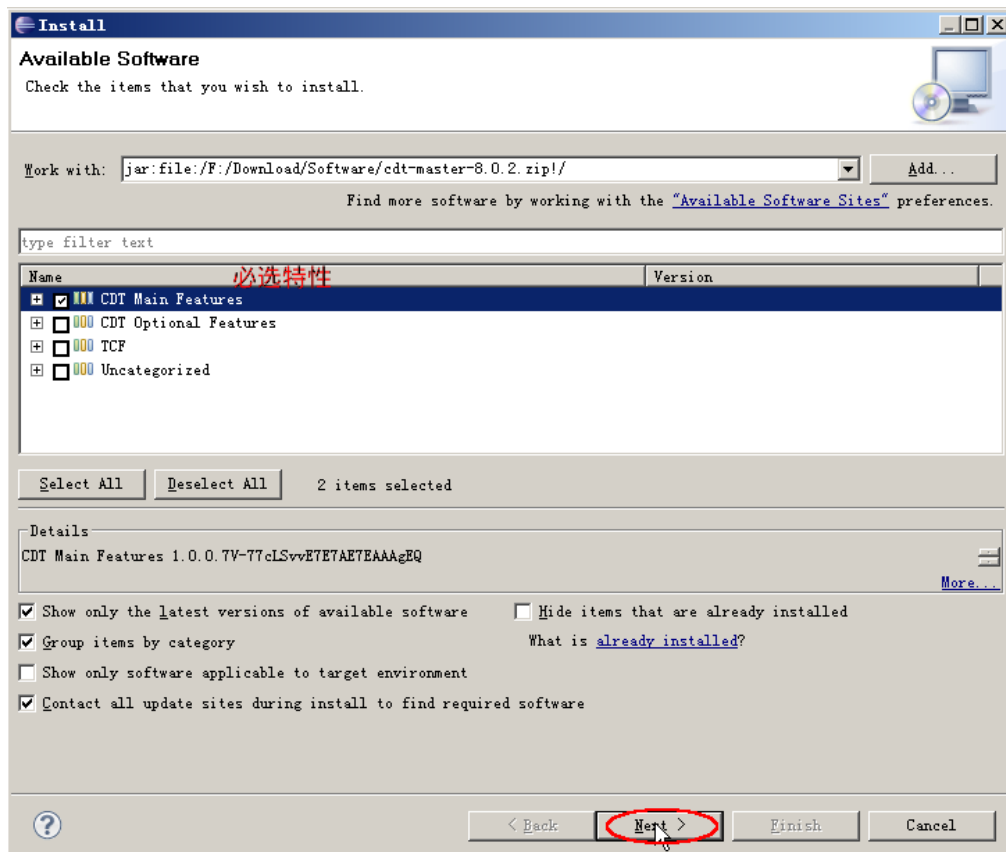 Install
Available Software
Check the items that you wish to install.
Work with: jar:file:/F:/Download/Software/cdt-master-8.0.2.zip!/ Add...
Find more software by working with the "Available Software Sites" preferences.
type filter text
Name 必选特性 Version
CDT Main Features
CDT Optional Features
TCF
Uncategorized
Select All Deselect All 2 items selected
Details
CDT Main Features 1.0.0.7V-77cLSvvE7E7AE7EAAAgEQ
More...
Show only the latest versions of available software Hide items that are already installed
Group items by category What is already installed?
Show only software applicable to target environment
Contact all update sites during install to find required software
? < Back Next > Finish Cancel